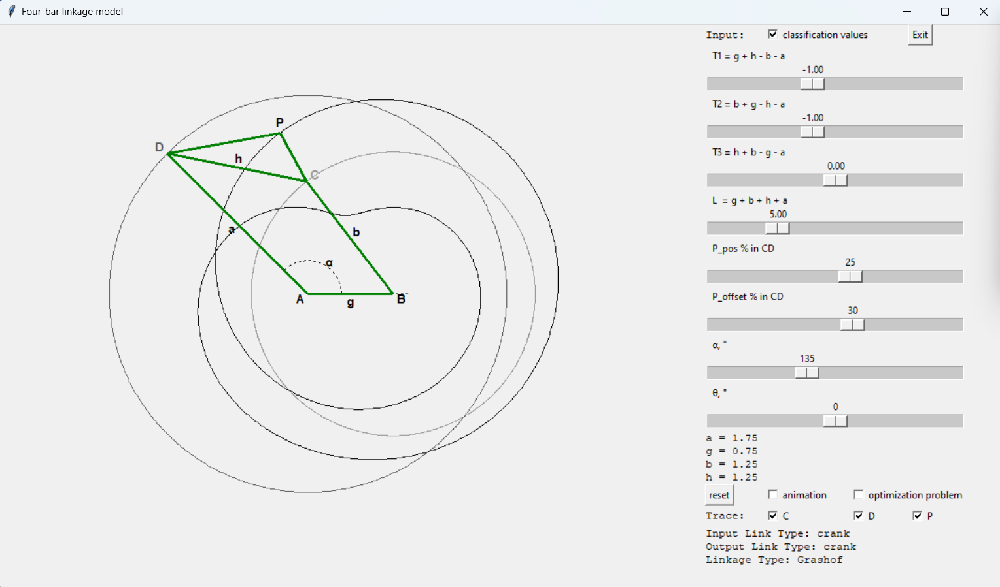 Four-bar linkage model
Input: classification values Exit
T1 = g + h - b - a
-1.00
T2 = b + g - h - a
-1.00
T3 = h + b - g - a
0.00
L = g + b + h + a
5.00
P_pos % in CD
25
P_offset % in CD
30
α, °
135
θ, °
0
a = 1.75
g = 0.75
b = 1.25
h = 1.25
reset animation optimization problem
Trace: C D P
Input Link Type: crank
Output Link Type: crank
Linkage Type: Grashof
P
D
h
C
a
b
α
A
g
B